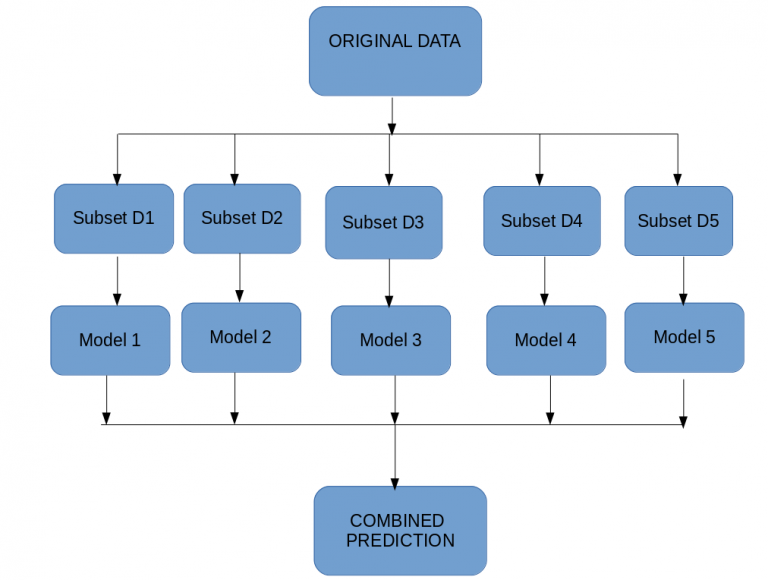 ORIGINAL DATA
Subset D1
Subset D2
Subset D3
Subset D4
Subset D5
Model 1
Model 2
Model 3
Model 4
Model 5
COMBINED
PREDICTION